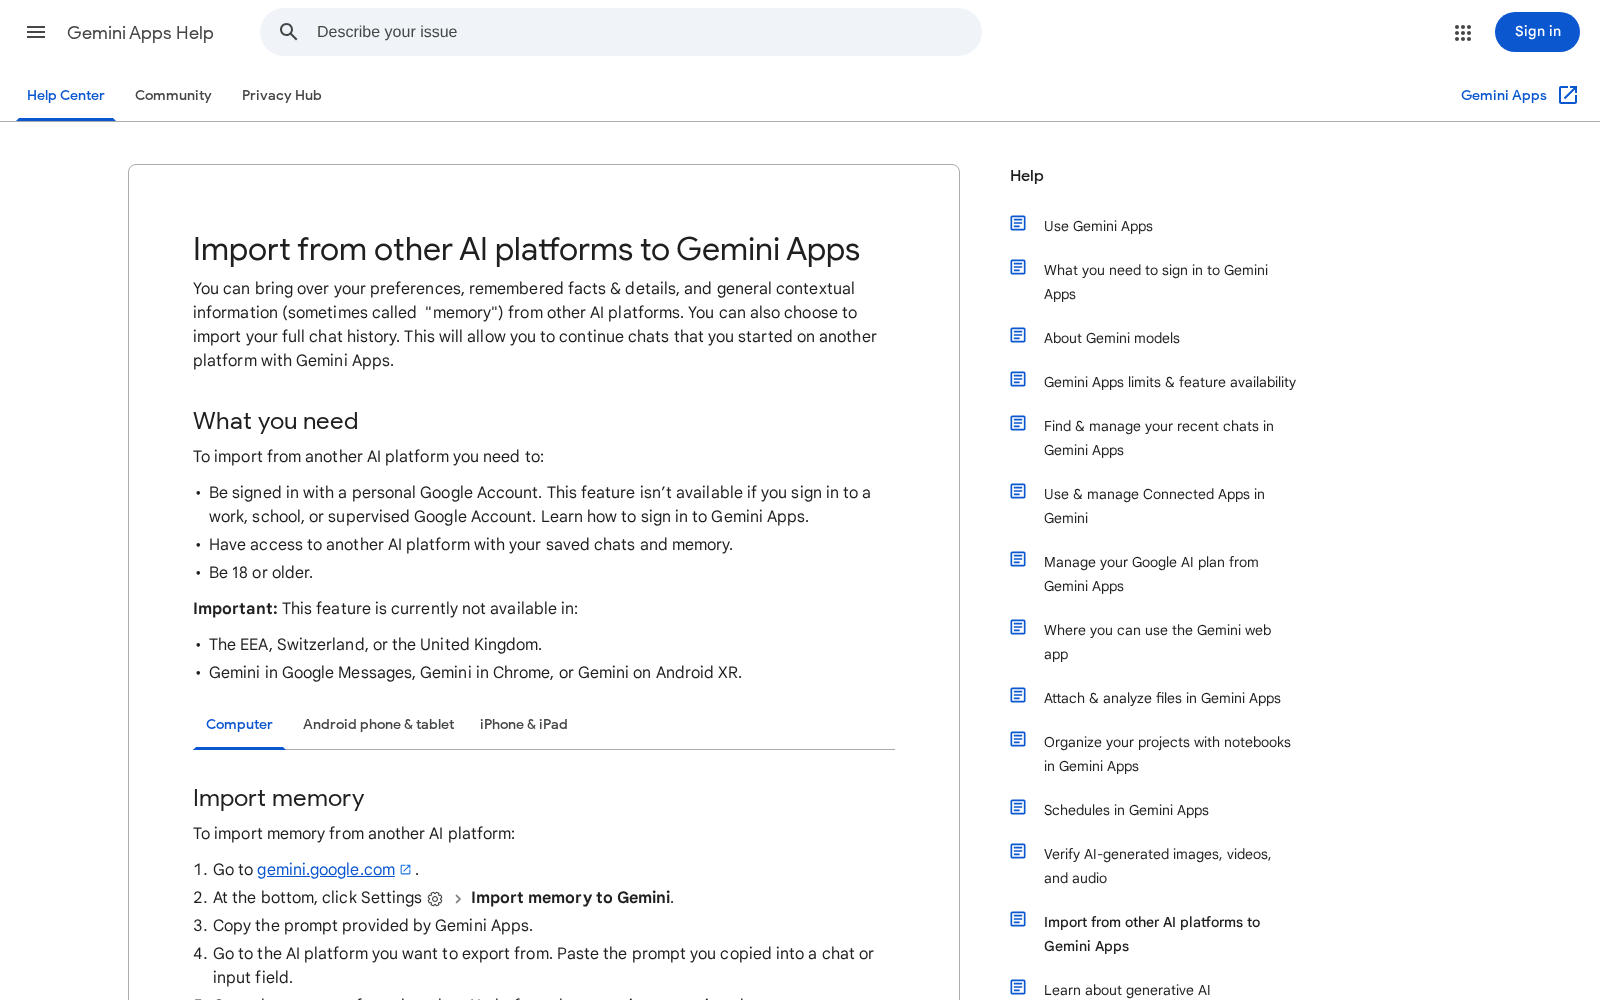 Gemini Apps Help
Describe your issue
Sign in
Help Center
Community
Privacy Hub
Gemini Apps
Import from other AI platforms to Gemini Apps
You can bring over your preferences, remembered facts & details, and general contextual
information (sometimes called  "memory") from other AI platforms. You can also choose to
import your full chat history. This will allow you to continue chats that you started on another
platform with Gemini Apps.
What you need
To import from another AI platform you need to:
• Be signed in with a personal Google Account. This feature isn’t available if you sign in to a
work, school, or supervised Google Account. Learn how to sign in to Gemini Apps.
• Have access to another AI platform with your saved chats and memory.
• Be 18 or older.
Important: This feature is currently not available in:
• The EEA, Switzerland, or the United Kingdom.
• Gemini in Google Messages, Gemini in Chrome, or Gemini on Android XR.
Computer
Android phone & tablet
iPhone & iPad
Import memory
To import memory from another AI platform:
1. Go to gemini.google.com .
2. At the bottom, click Settings > Import memory to Gemini.
3. Copy the prompt provided by Gemini Apps.
4. Go to the AI platform you want to export from. Paste the prompt you copied into a chat or
input field.
Help
Use Gemini Apps
What you need to sign in to Gemini
Apps
About Gemini models
Gemini Apps limits & feature availability
Find & manage your recent chats in
Gemini Apps
Use & manage Connected Apps in
Gemini
Manage your Google AI plan from
Gemini Apps
Where you can use the Gemini web
app
Attach & analyze files in Gemini Apps
Organize your projects with notebooks
in Gemini Apps
Schedules in Gemini Apps
Verify AI-generated images, videos,
and audio
Import from other AI platforms to
Gemini Apps
Learn about generative AI